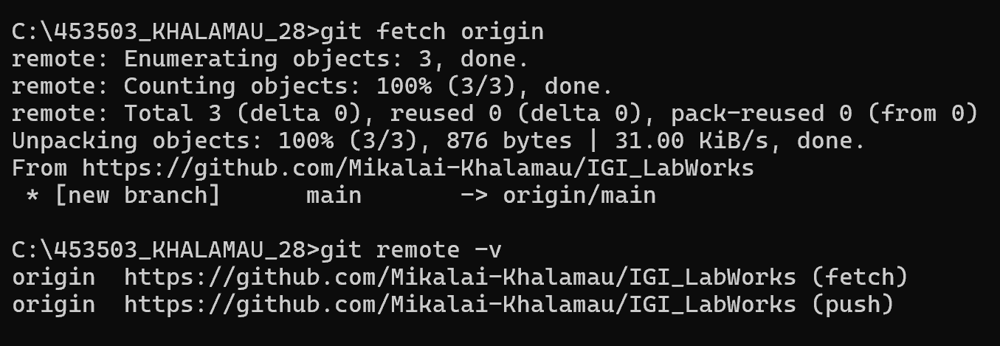 C:\453503_KHALAMAU_28>git fetch origin
remote: Enumerating objects: 3, done.
remote: Counting objects: 100% (3/3), done.
remote: Total 3 (delta 0), reused 0 (delta 0), pack-reused 0 (from 0)
Unpacking objects: 100% (3/3), 876 bytes | 31.00 KiB/s, done.
From https://github.com/Mikalai-Khalamau/IGI_LabWorks
 * [new branch]      main       -> origin/main
C:\453503_KHALAMAU_28>git remote -v
origin  https://github.com/Mikalai-Khalamau/IGI_LabWorks (fetch)
origin  https://github.com/Mikalai-Khalamau/IGI_LabWorks (push)